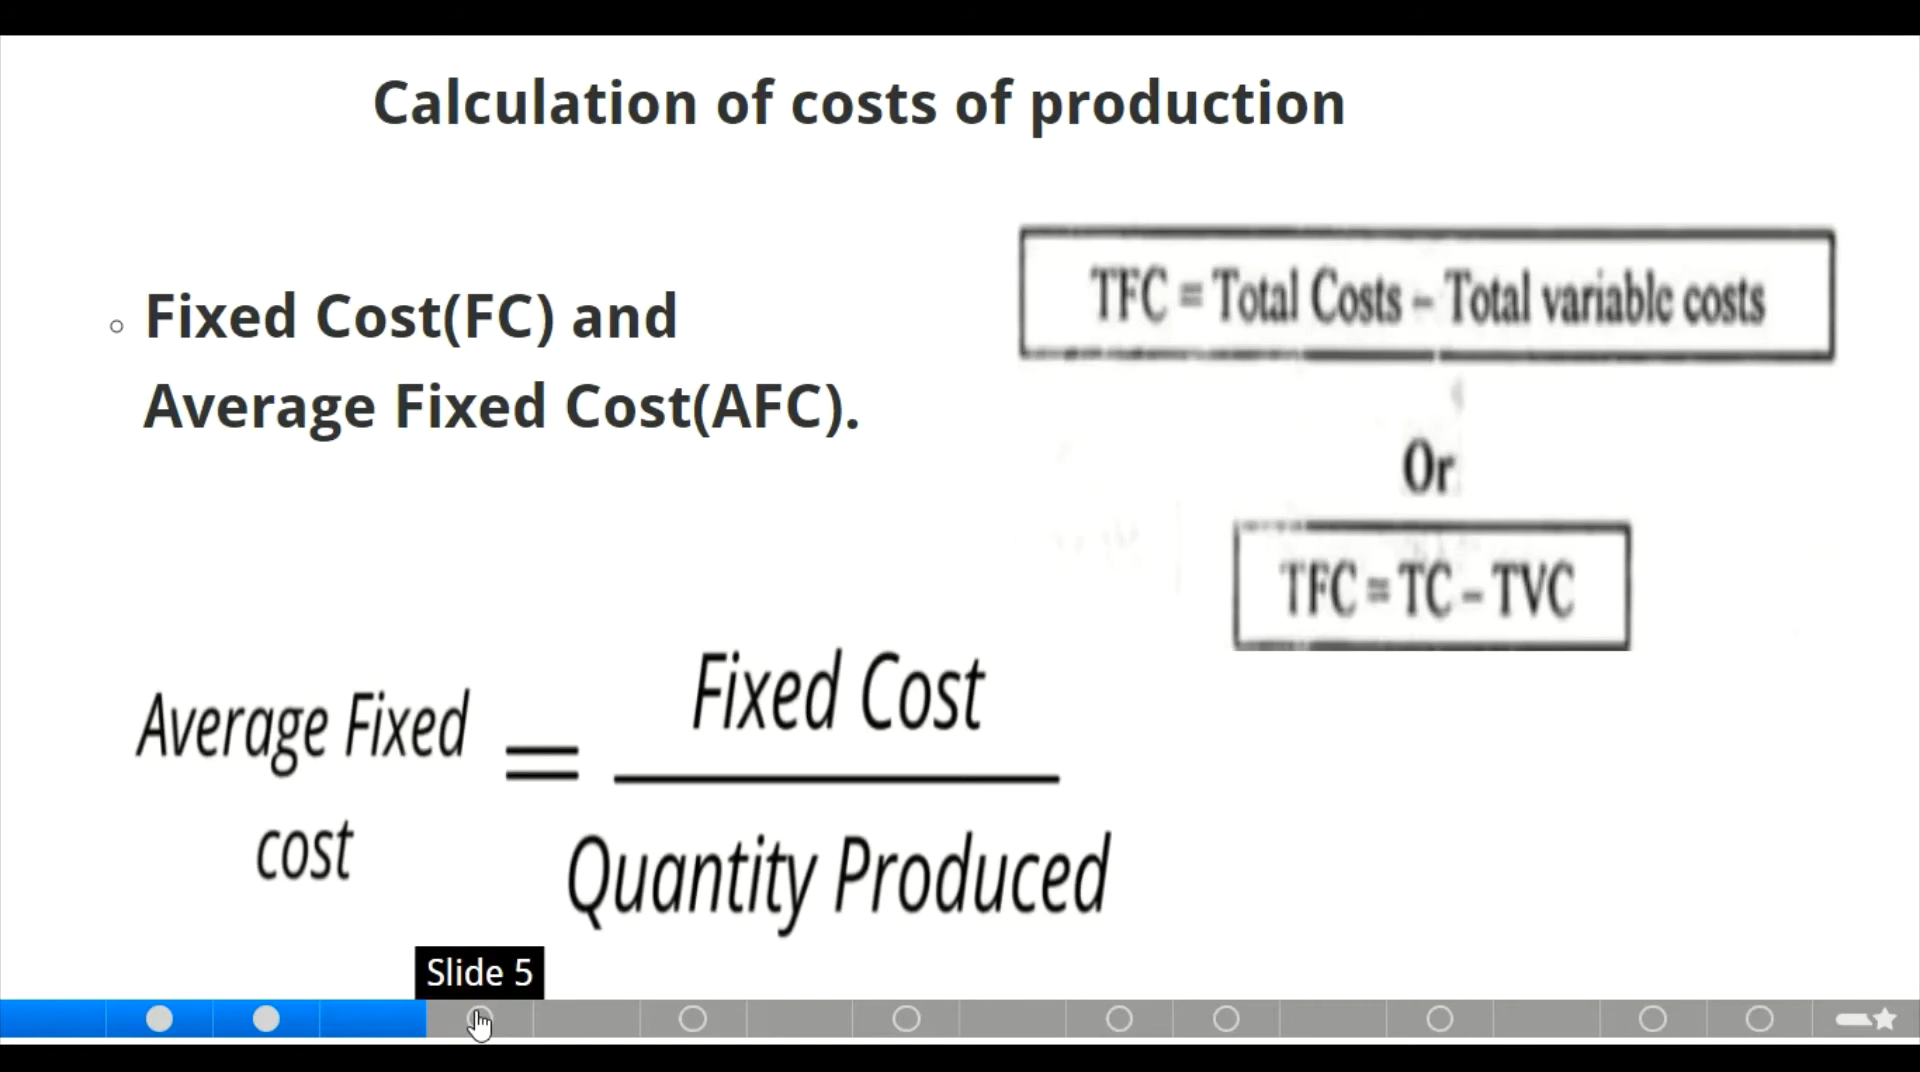 Calculation of costs of production
Fixed Cost(FC) and
Average Fixed Cost(AFC).
TFC = Total Costs – Total variable costs
Or
TFC = TC – TVC
Average Fixed
cost
=
Fixed Cost
Quantity Produced
Slide 5